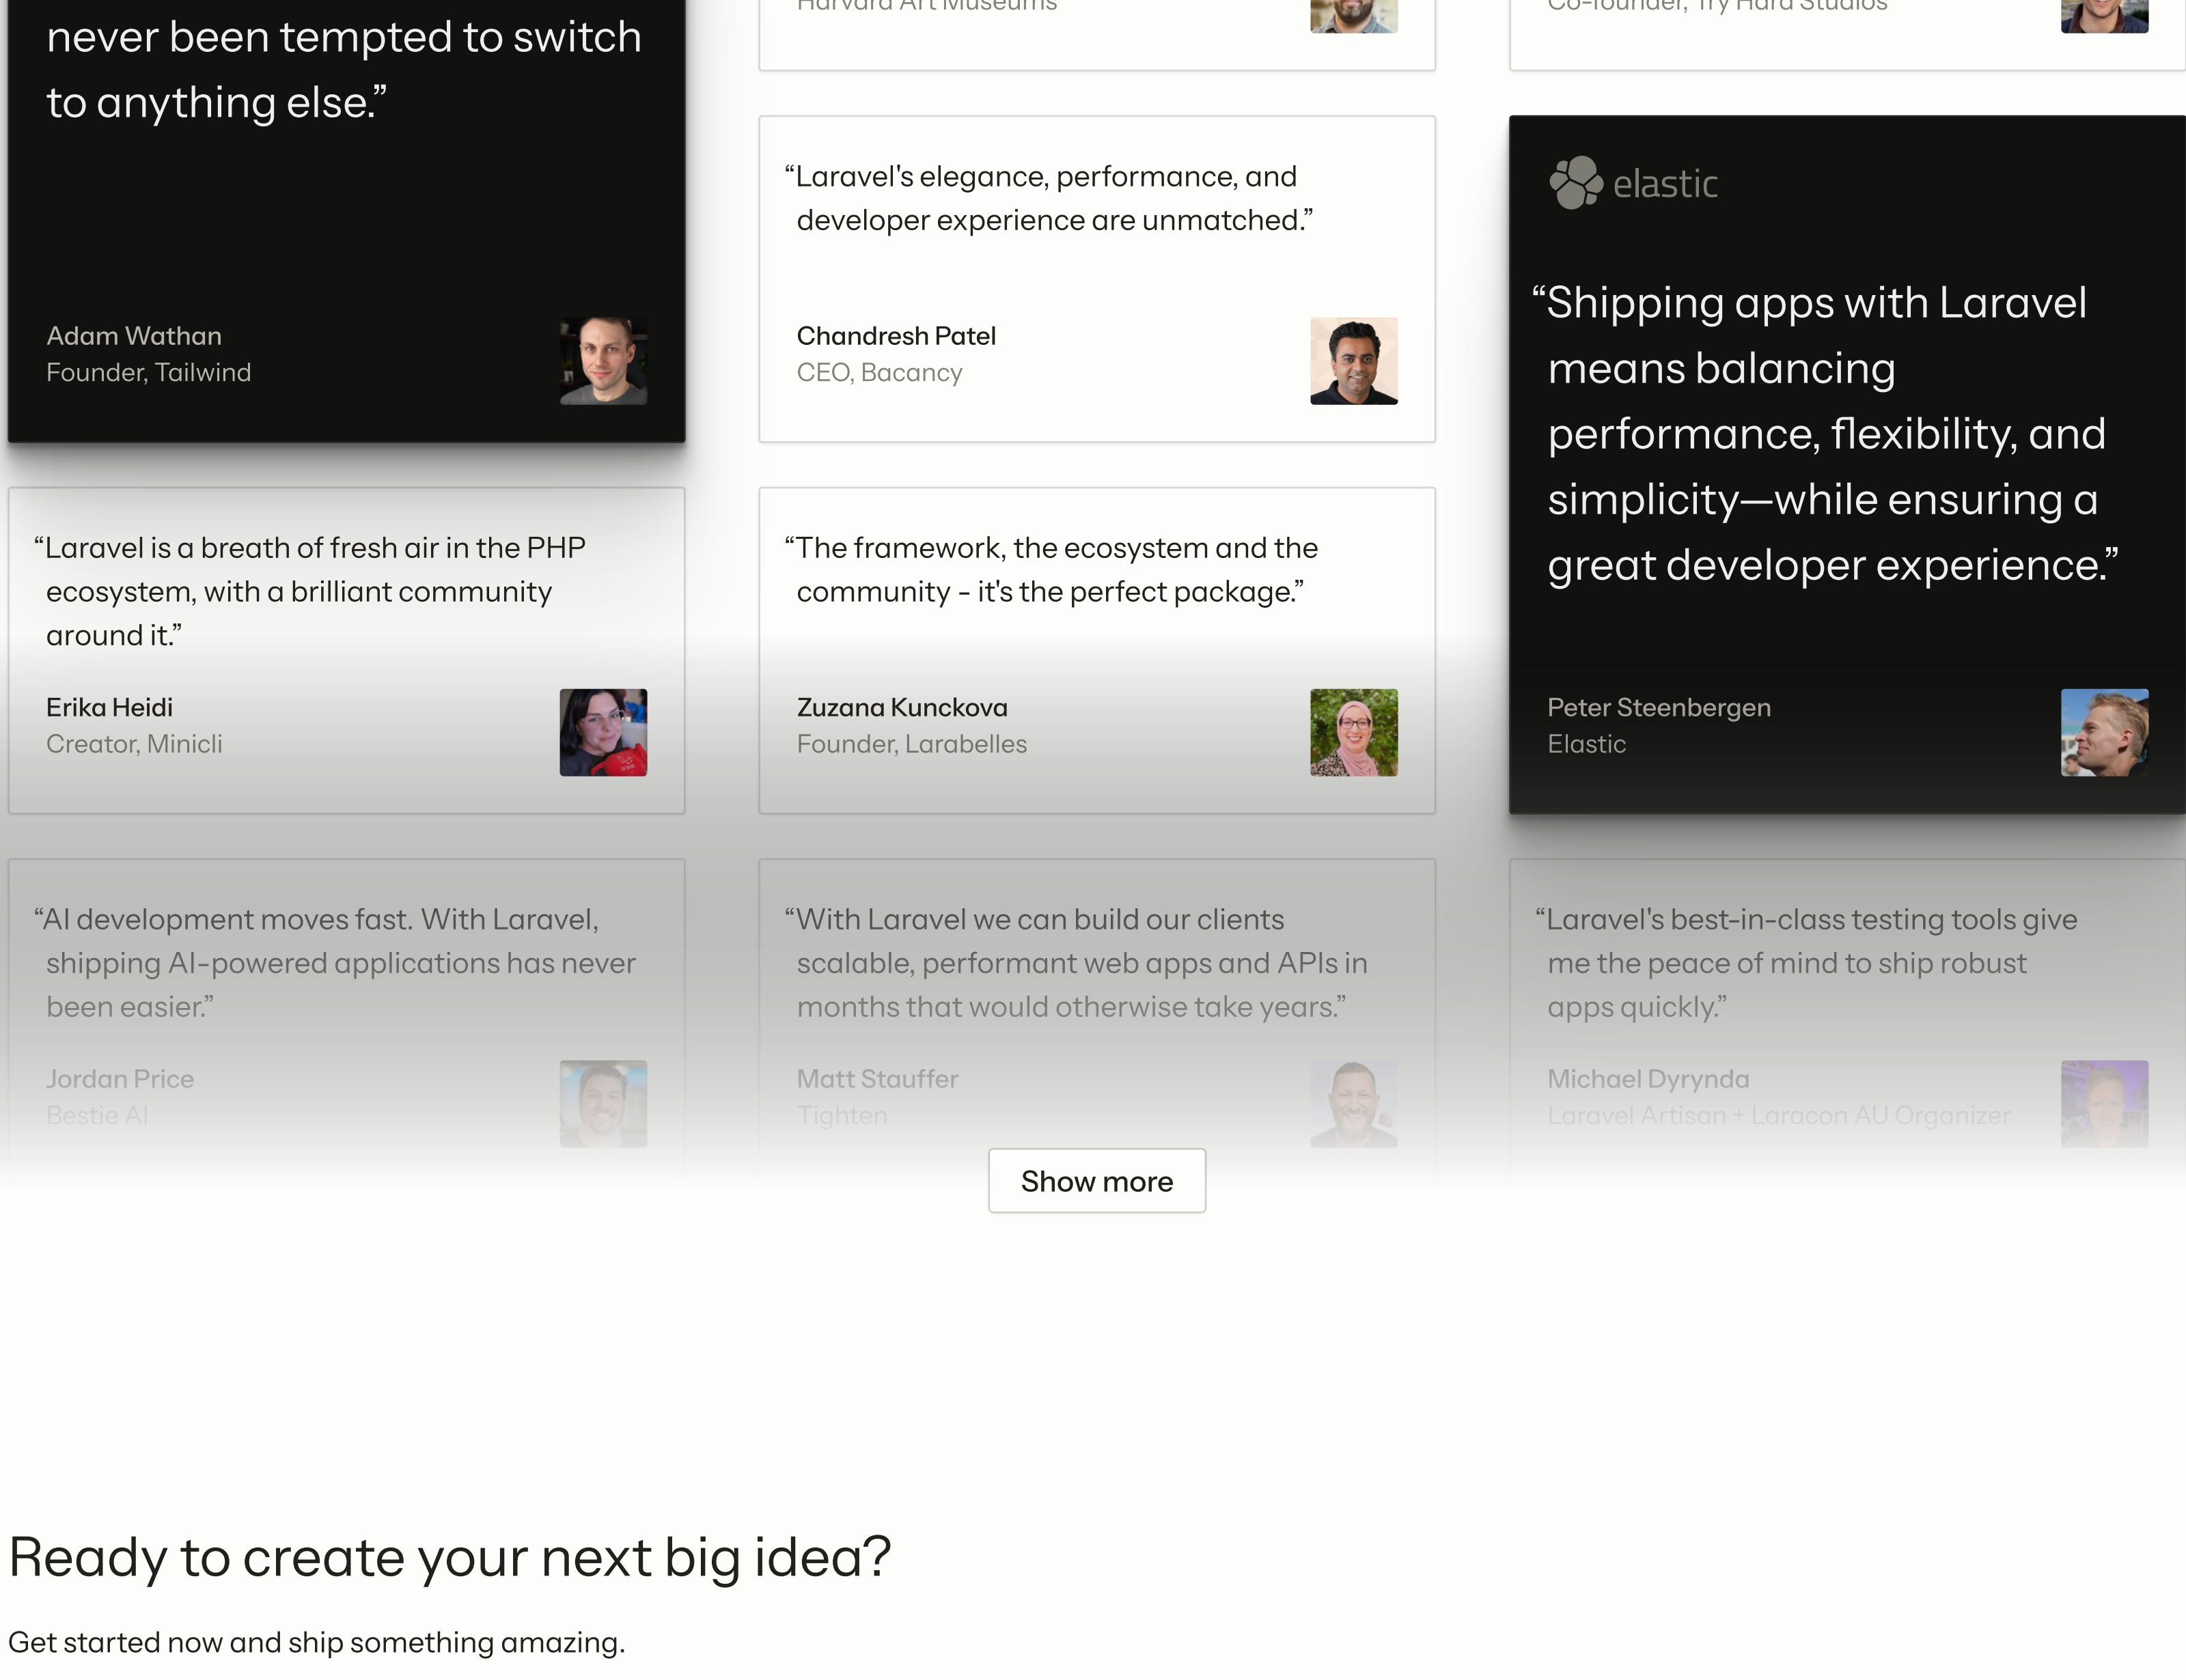 never been tempted to switch
to anything else.”
Adam Wathan
Founder, Tailwind
“Laravel is a breath of fresh air in the PHP
ecosystem, with a brilliant community
around it.”
Erika Heidi
Creator, Minicli
“AI development moves fast. With Laravel,
shipping AI-powered applications has never
been easier.”
Jordan Price
Bestie AI
Harvard Art Museums
“Laravel's elegance, performance, and
developer experience are unmatched.”
Chandresh Patel
CEO, Bacancy
“The framework, the ecosystem and the
community - it's the perfect package.”
Zuzana Kunckova
Founder, Larabelles
“With Laravel we can build our clients
scalable, performant web apps and APIs in
months that would otherwise take years.”
Matt Stauffer
Tighten
Co-founder, Try Hard Studios
elastic
“Shipping apps with Laravel
means balancing
performance, flexibility, and
simplicity—while ensuring a
great developer experience.”
Peter Steenbergen
Elastic
“Laravel's best-in-class testing tools give
me the peace of mind to ship robust
apps quickly.”
Michael Dyrynda
Laravel Artisan + Laracon AU Organizer
Show more
Ready to create your next big idea?
Get started now and ship something amazing.